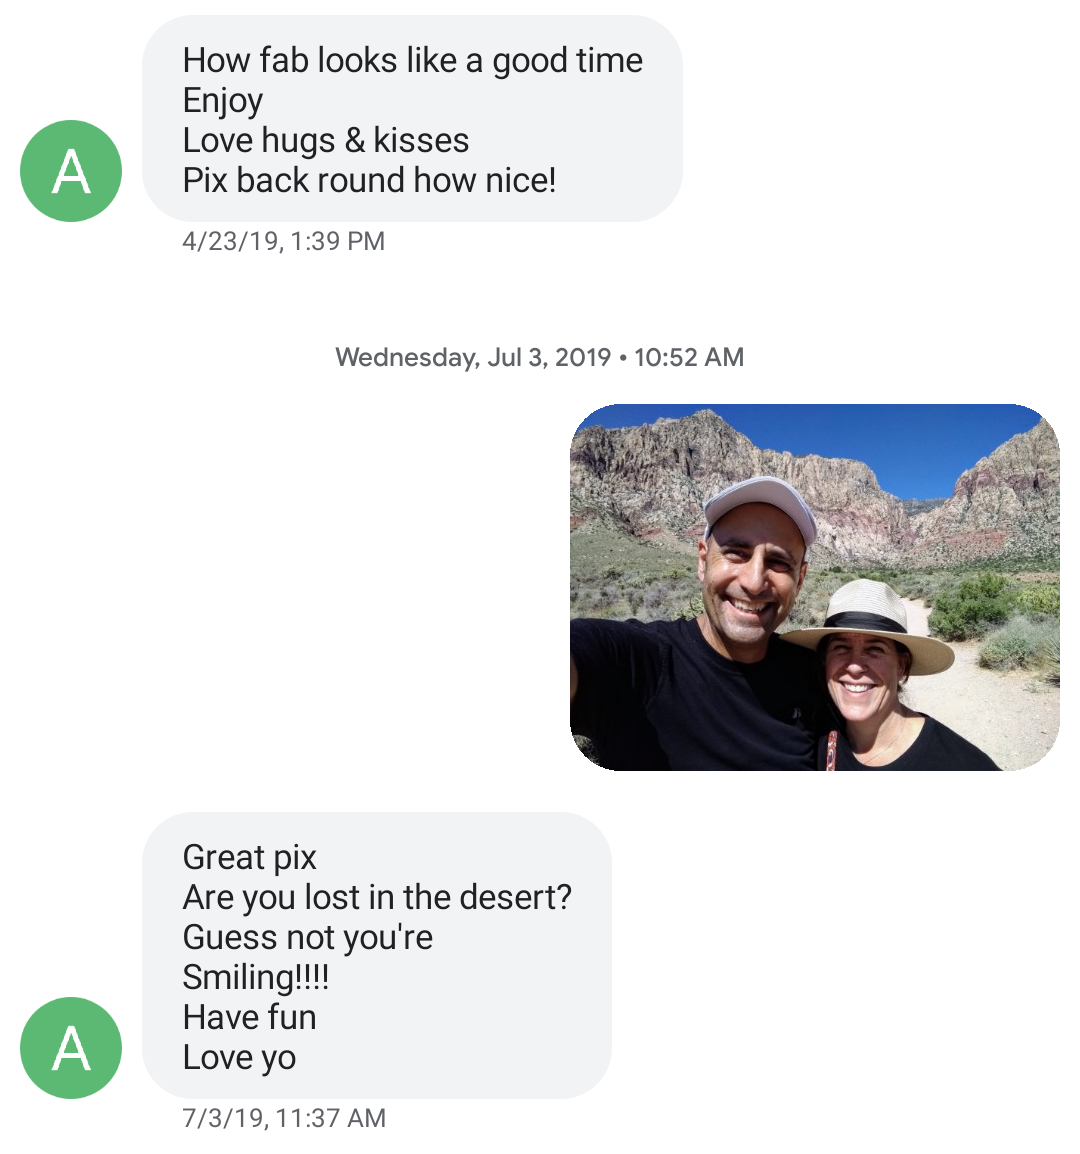 How fab looks like a good time
Enjoy
Love hugs & kisses
Pix back round how nice!
A
4/23/19, 1:39 PM
Wednesday, Jul 3, 2019 • 10:52 AM
Great pix
Are you lost in the desert?
Guess not you're
Smiling!!!!
Have fun
Love yo
A
7/3/19, 11:37 AM